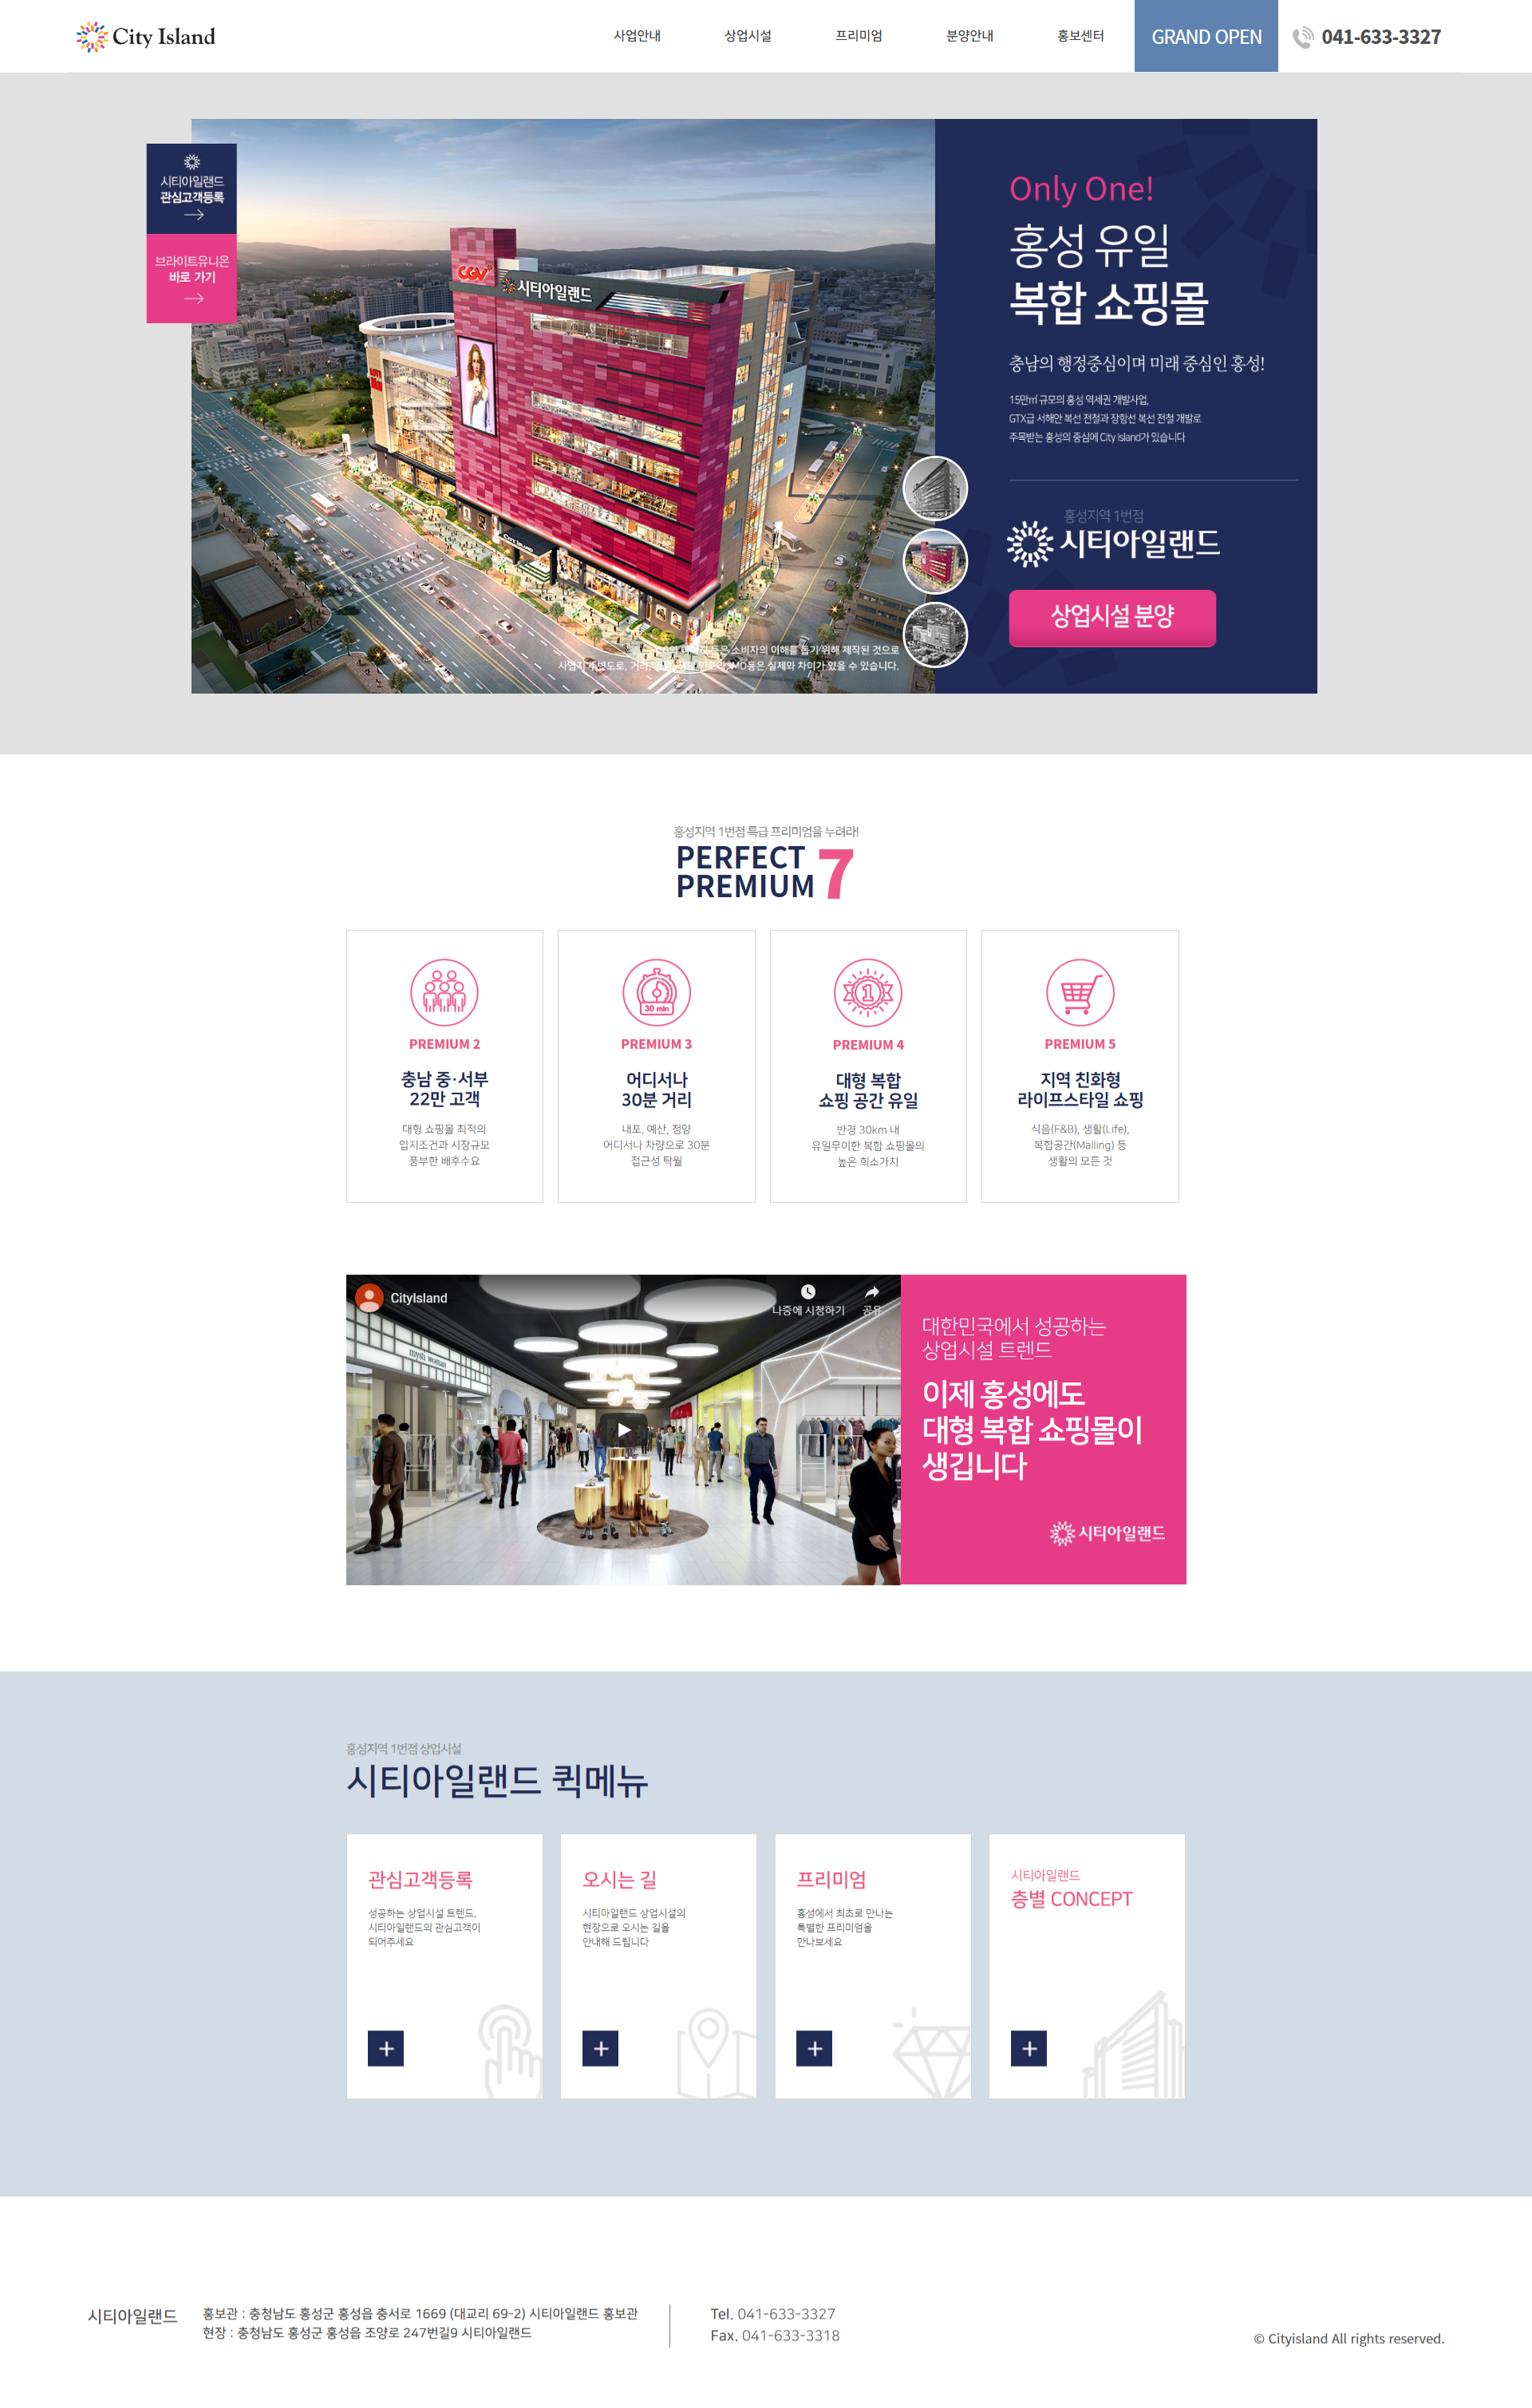 City Island
사업안내
상업시설
프리미엄
분양안내
홍보센터
GRAND OPEN
041-633-3327
시티아일랜드
관심고객등록
브라이트유니온
바로 가기
CGV
시티아일랜드
Only One!
홍성 유일
복합 쇼핑몰
충남의 행정중심이며 미래 중심인 홍성!
15만㎡ 규모의 홍성 역세권 개발사업,
GTX급 서해안 복선 전철과 장항선 복선 전철 개발로
주목받는 홍성의 중심에 City Island가 있습니다
홍성지역 1번점
시티아일랜드
상업시설 분양
소비자의 이해를 돕기 위해 제작된 것으로
사업지 주변도로, MD등은 실제와 차이가 있을 수 있습니다.
홍성지역 1번점 특급 프리미엄을 누려라!
PERFECT
PREMIUM 7
PREMIUM 2
충남 중·서부
22만 고객
대형 쇼핑몰 최적의
입지조건과 시장규모
풍부한 배후수요
30 min
PREMIUM 3
어디서나
30분 거리
내포, 예산, 청양
어디서나 차량으로 30분
접근성 탁월
1
PREMIUM 4
대형 복합
쇼핑 공간 유일
반경 30km 내
유일무이한 복합 쇼핑몰의
높은 희소가치
PREMIUM 5
지역 친화형
라이프스타일 쇼핑
식음(F&B), 생활(Life),
복합공간(Malling) 등
생활의 모든 것
CityIsland
나중에 시청하기
공유
mysh woman
대한민국에서 성공하는
상업시설 트렌드
이제 홍성에도
대형 복합 쇼핑몰이
생깁니다
시티아일랜드
홍성지역 1번점 상업시설
시티아일랜드 퀵메뉴
관심고객등록
성공하는 상업시설 트렌드,
시티아일랜드의 관심고객이
되어주세요
+
오시는 길
시티아일랜드 상업시설의
현장으로 오시는 길을
안내해 드립니다
+
프리미엄
홍성에서 최초로 만나는
특별한 프리미엄을
만나보세요
+
시티아일랜드
층별 CONCEPT
+
시티아일랜드
홍보관 : 충청남도 홍성군 홍성읍 충서로 1669 (대교리 69-2) 시티아일랜드 홍보관
현장 : 충청남도 홍성군 홍성읍 조양로 247번길9 시티아일랜드
Tel. 041-633-3327
Fax. 041-633-3318
© Cityisland All rights reserved.